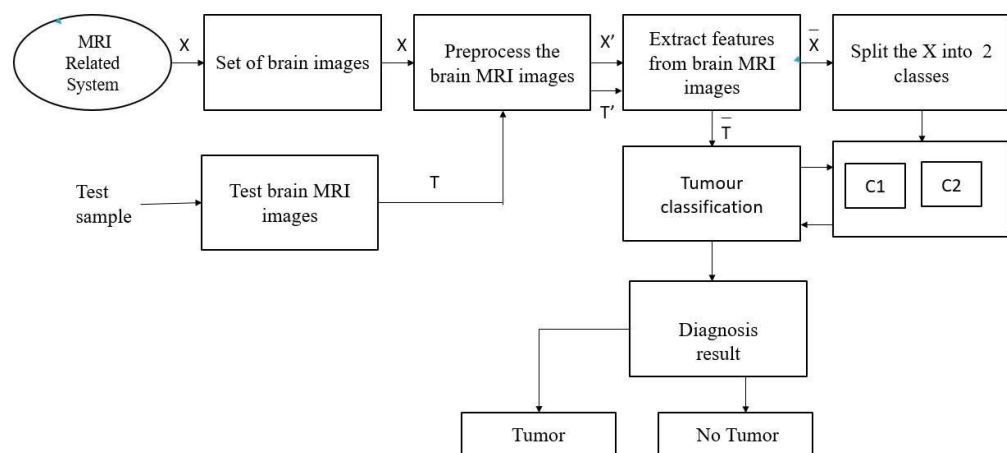 MRI
Related
System
X
Set of brain images
X
Preprocess the
brain MRI images
X’
T’
Extract features
from brain MRI
images
X̅
Split the X into 2
classes
T̅
Test
sample
Test brain MRI
images
T
Tumour
classification
C1
C2
Diagnosis
result
Tumor
No Tumor